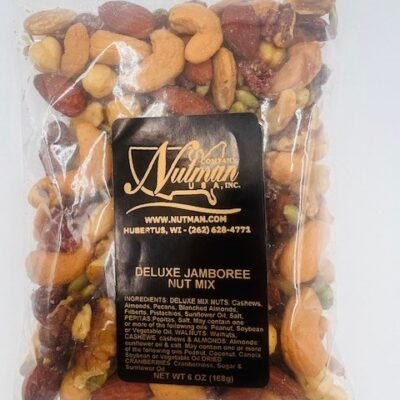 COMPANY
Nutman
USA, INC.
WWW.NUTMAN.COM
HUBERTUS, WI - (262) 628-4771
DELUXE JAMBOREE
NUT MIX
INGREDIENTS: DELUXE MIX NUTS, Cashews,
Almonds, Pecans, Blanched Almonds,
Filberts, Pistachios, Sunflower Oil, Salt,
PEPITAS Pepitas, Salt, May contain one
or more of the following oils Peanut, Soybean
or Vegetable Oil. WALNUTS: Walnuts,
CASHEWS cashews & ALMONDS: Almonds
sunflower oil & salt. May contain one or more
of the following oils Peanut, Coconut, Canola
Soybean or Vegetable Oil DRIED
CRANBERRIES: Cranberries, Sugar &
Sunflower Oil
NET WT 6 OZ (168g)